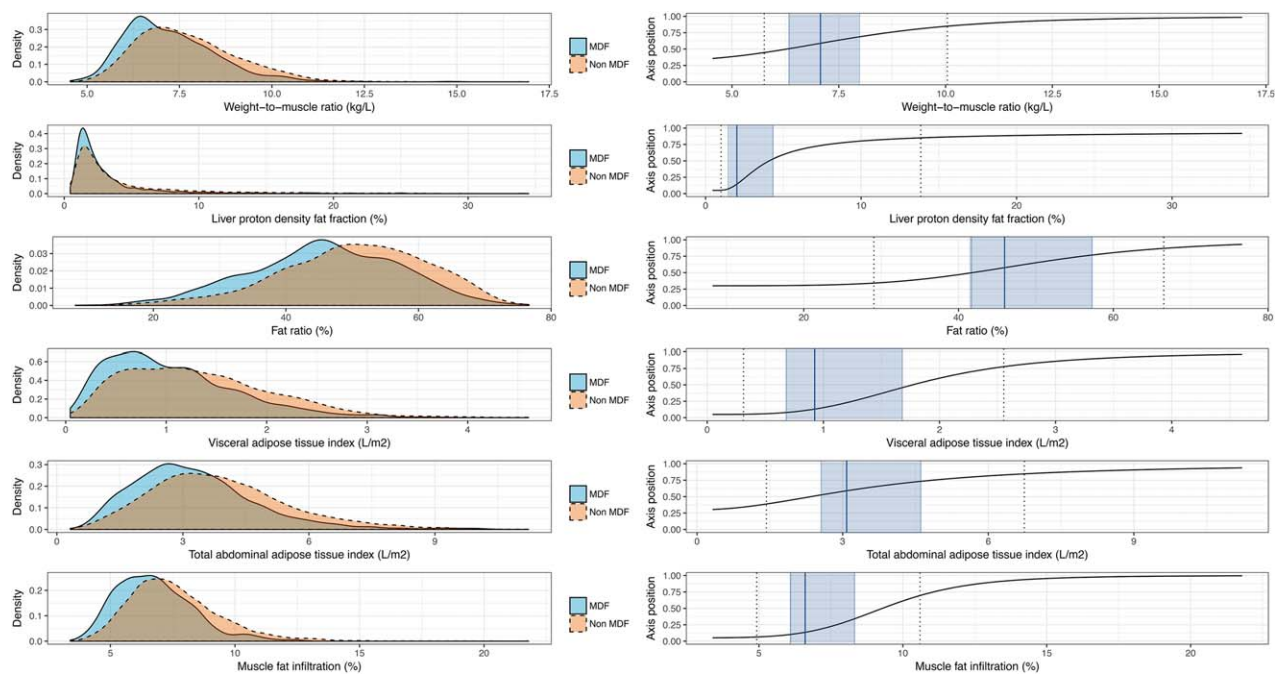 Density
0.3
0.2
0.1
0.0
5.0 7.5 10.0 12.5 15.0 17.5
Weight−to−muscle ratio (kg/L)
MDF
Non MDF
Axis position
1.00
0.75
0.50
0.25
0.00
5.0 7.5 10.0 12.5 15.0 17.5
Weight−to−muscle ratio (kg/L)
Density
0.4
0.3
0.2
0.1
0.0
0 10 20 30
Liver proton density fat fraction (%)
MDF
Non MDF
Axis position
1.00
0.75
0.50
0.25
0.00
0 10 20 30
Liver proton density fat fraction (%)
Density
0.03
0.02
0.01
0.00
20 40 60 80
Fat ratio (%)
MDF
Non MDF
Axis position
1.00
0.75
0.50
0.25
0.00
20 40 60 80
Fat ratio (%)
Density
0.6
0.4
0.2
0.0
0 1 2 3 4
Visceral adipose tissue index (L/m2)
MDF
Non MDF
Axis position
1.00
0.75
0.50
0.25
0.00
0 1 2 3 4
Visceral adipose tissue index (L/m2)
Density
0.3
0.2
0.1
0.0
0 3 6 9
Total abdominal adipose tissue index (L/m2)
MDF
Non MDF
Axis position
1.00
0.75
0.50
0.25
0.00
0 3 6 9
Total abdominal adipose tissue index (L/m2)
Density
0.2
0.1
0.0
5 10 15 20
Muscle fat infiltration (%)
MDF
Non MDF
Axis position
1.00
0.75
0.50
0.25
0.00
5 10 15 20
Muscle fat infiltration (%)